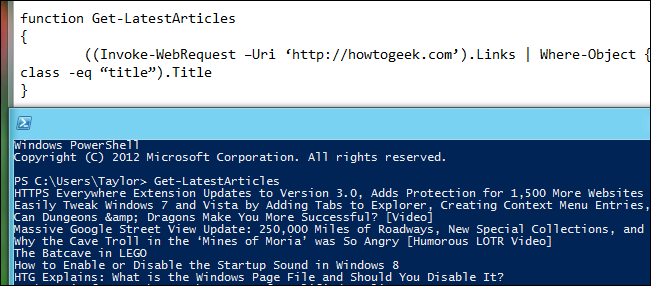 function Get-LatestArticles
{
((Invoke-WebRequest –Uri ‘http://howtogeek.com’).Links | Where-Object {
class -eq “title”).Title
}
Windows PowerShell
Copyright (C) 2012 Microsoft Corporation. All rights reserved.
PS C:\Users\Taylor> Get-LatestArticles
HTTPS Everywhere Extension Updates to Version 3.0, Adds Protection for 1,500 More Websites
Easily Tweak Windows 7 and Vista by Adding Tabs to Explorer, Creating Context Menu Entries,
Can Dungeons &amp; Dragons Make You More Successful? [Video]
Massive Google Street View Update: 250,000 Miles of Roadways, New Special Collections, and
Why the Cave Troll in the ‘Mines of Moria’ was So Angry [Humorous LOTR Video]
The Batcave in LEGO
How to Enable or Disable the Startup Sound in Windows 8
HTG Explains: What is the Windows Page File and Should You Disable It?